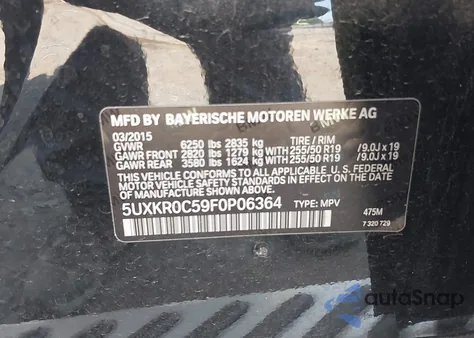 MFD BY BAYERISCHE MOTOREN WERKE AG
03/2015
GVWR 6250 lbs 2835 kg TIRE / RIM
GAWR FRONT 2820 lbs 1279 kg WITH 255/50 R19 /9.0J x 19
GAWR REAR 3580 lbs 1624 kg WITH 255/50 R19 /9.0J x 19
THIS VEHICLE CONFORMS TO ALL APPLICABLE U. S. FEDERAL
MOTOR VEHICLE SAFETY STANDARDS IN EFFECT ON
THE DATE OF MANUFACTURE SHOWN ABOVE.
5UXKR0C59F0P06364 TYPE: MPV 475M
7 320 729
autoSnap